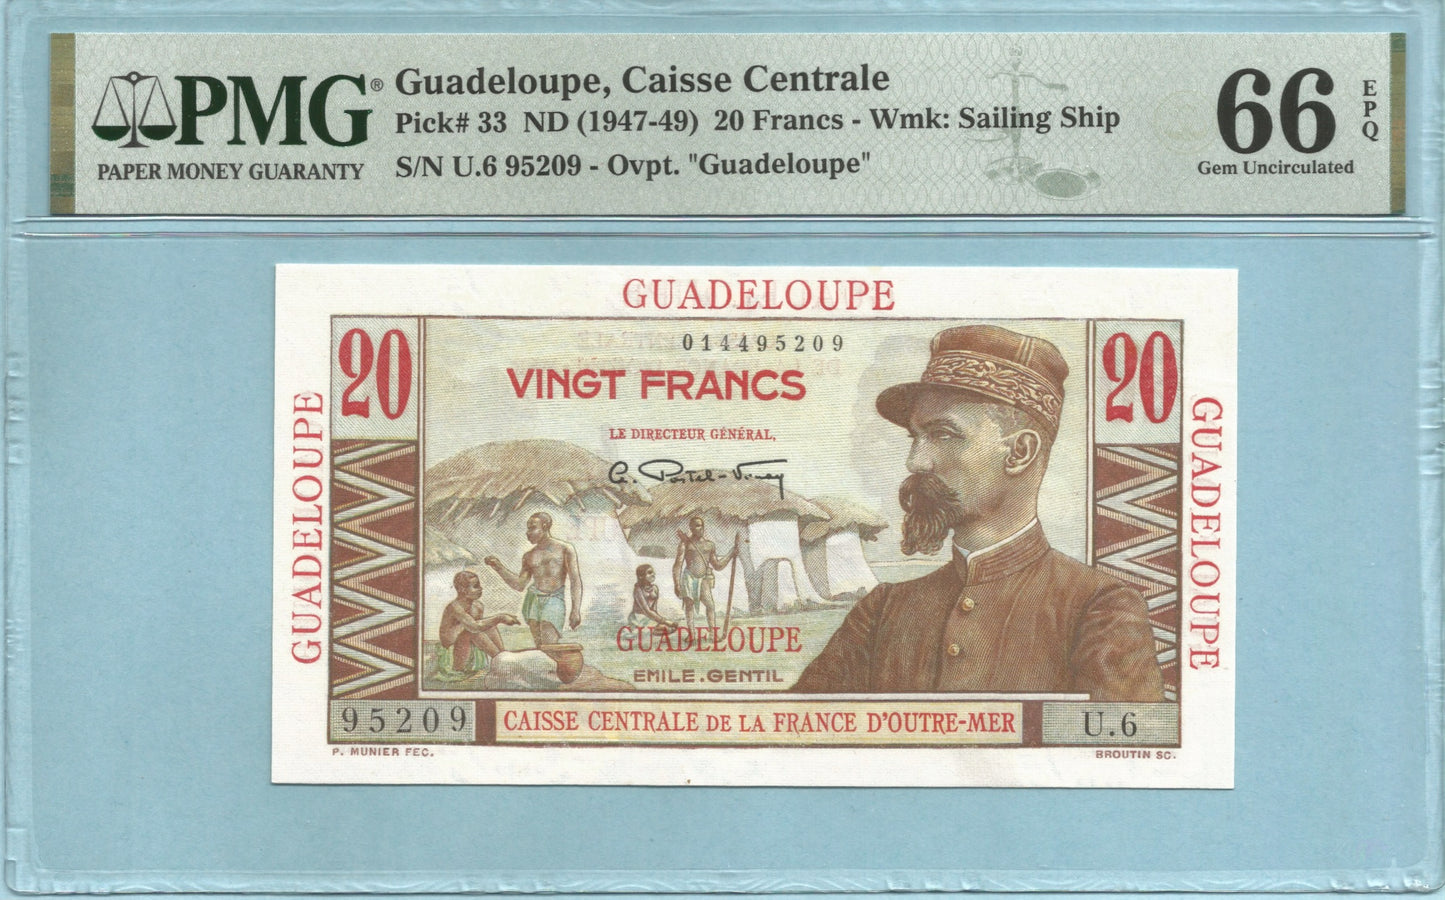 PMG®
PAPER MONEY GUARANTY
Guadeloupe, Caisse Centrale
Pick# 33 ND (1947-49) 20 Francs - Wmk: Sailing Ship
S/N U.6 95209 - Ovpt. "Guadeloupe"
66
EPQ
Gem Uncirculated
GUADELOUPE
20
014495209
20
VINGT FRANCS
LE DIRECTEUR GÉNÉRAL,
G. Postel-Vinay
GUADELOUPE
GUADELOUPE
GUADELOUPE
EMILE.GENTIL
95209
CAISSE CENTRALE DE LA FRANCE D'OUTRE-MER
U.6
P. MUNIER FEC.
BROUTIN SC.